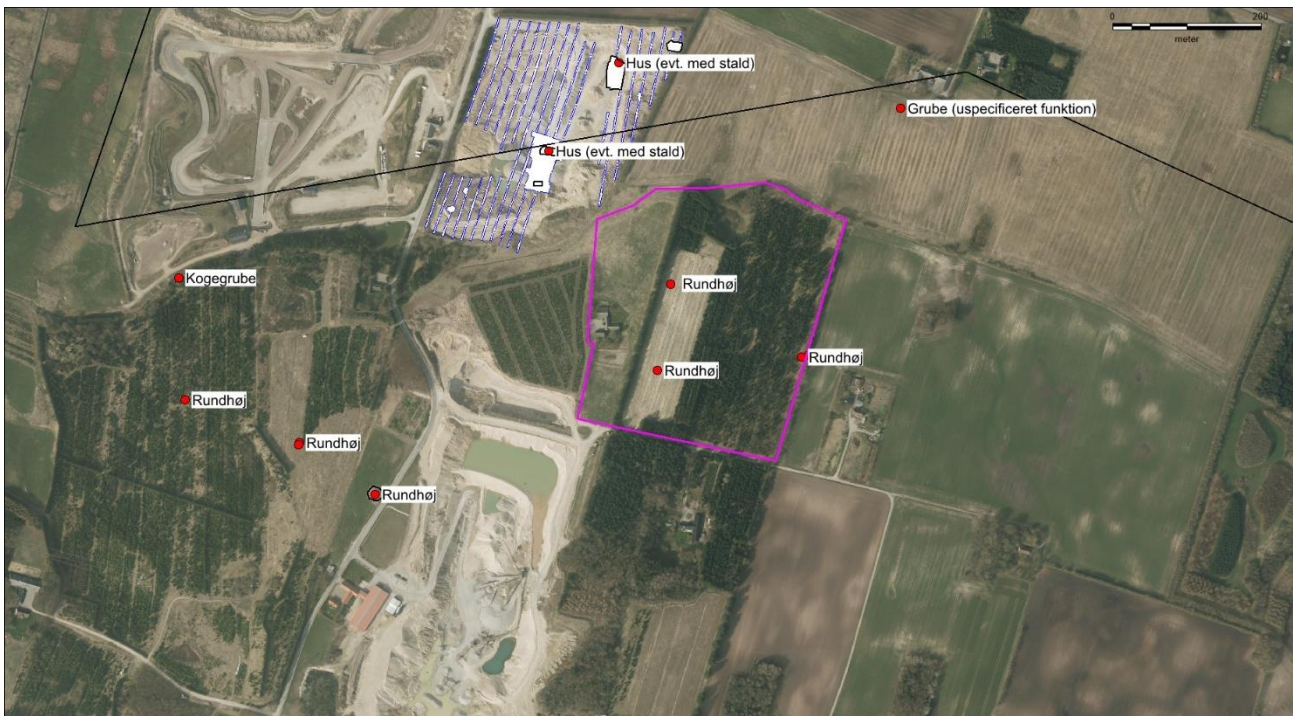 0 200
meter
Hus (evt. med stald)
Grube (uspecificeret funktion)
Hus (evt. med stald)
Kogegrube
Rundhøj
Rundhøj
Rundhøj
Rundhøj
Rundhøj
Rundhøj